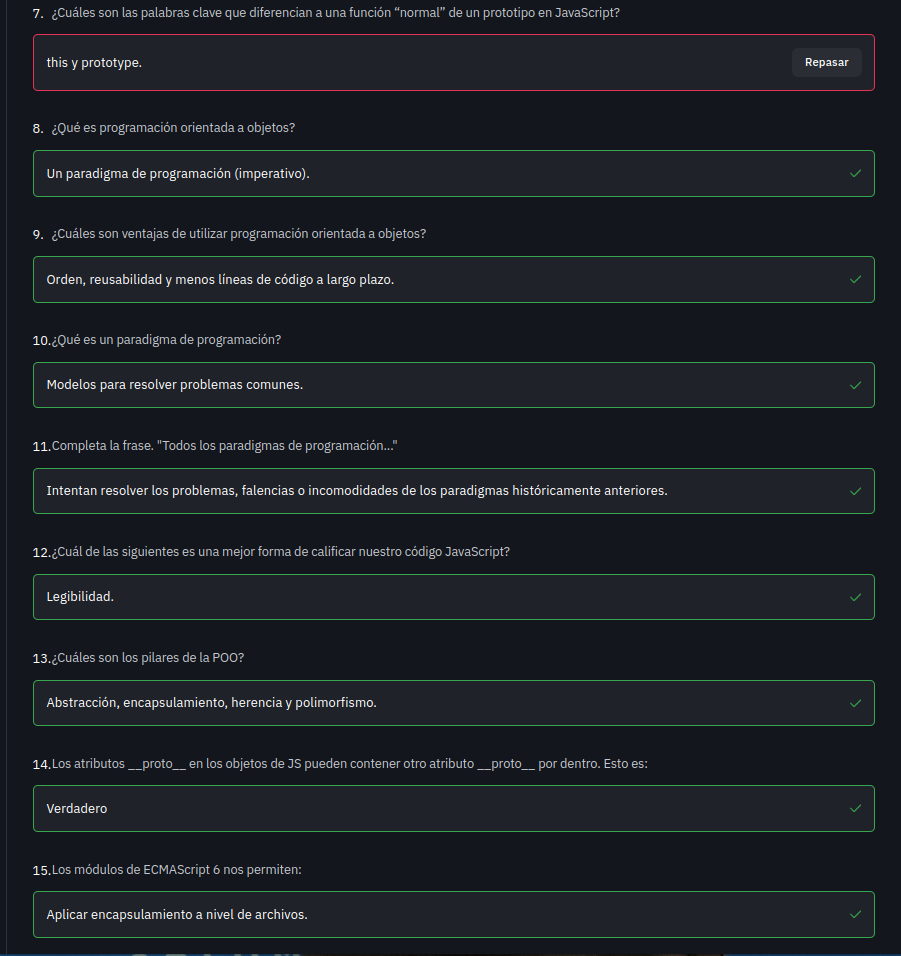 7. ¿Cuáles son las palabras clave que diferencian a una función “normal” de un prototipo en JavaScript?
this y prototype.
Repasar
8. ¿Qué es programación orientada a objetos?
Un paradigma de programación (imperativo).
9. ¿Cuáles son ventajas de utilizar programación orientada a objetos?
Orden, reusabilidad y menos líneas de código a largo plazo.
10.¿Qué es un paradigma de programación?
Modelos para resolver problemas comunes.
11.Completa la frase. "Todos los paradigmas de programación..."
Intentan resolver los problemas, falencias o incomodidades de los paradigmas históricamente anteriores.
12.¿Cuál de las siguientes es una mejor forma de calificar nuestro código JavaScript?
Legibilidad.
13.¿Cuáles son los pilares de la POO?
Abstracción, encapsulamiento, herencia y polimorfismo.
14.Los atributos __proto__ en los objetos de JS pueden contener otro atributo __proto__ por dentro. Esto es:
Verdadero
15.Los módulos de ECMAScript 6 nos permiten:
Aplicar encapsulamiento a nivel de archivos.